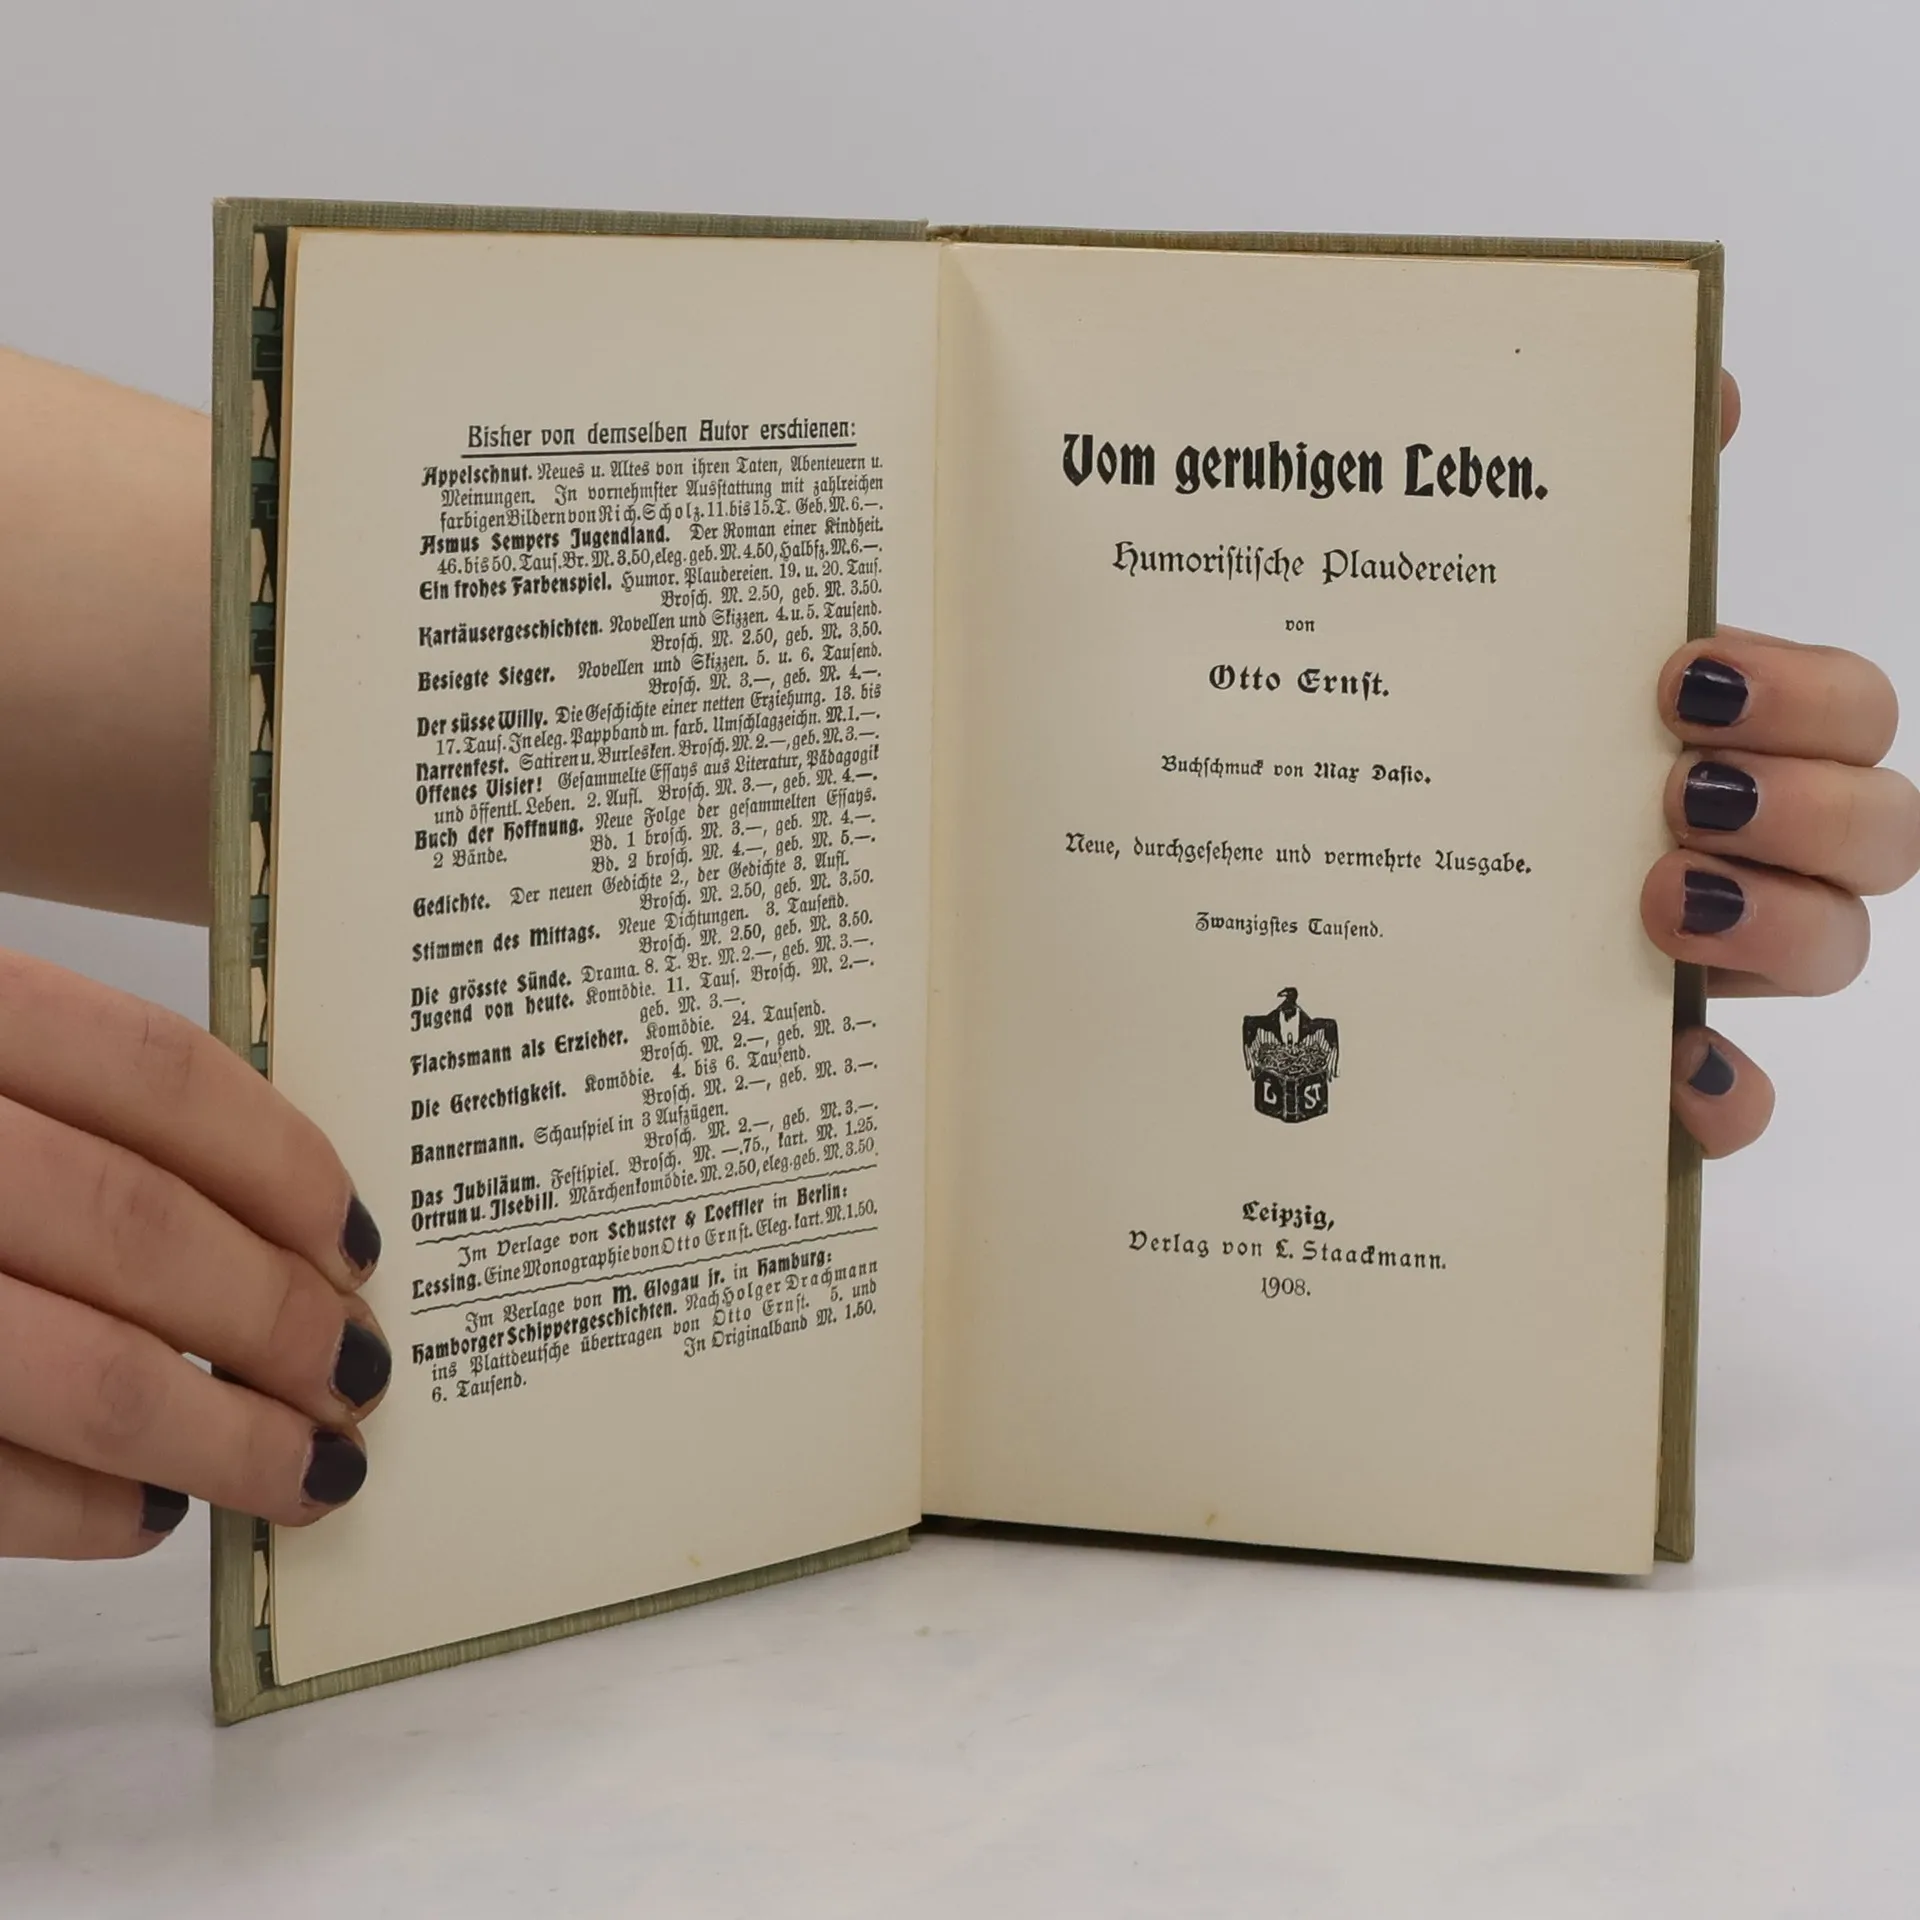 Bisher von demselben Autor erschienen:
Appelschnut. Neues u. Altes von ihren Taten, Abenteuern u.
Meinungen. In vornehmster Ausstattung mit zahlreichen
farbigen Bildern von Rich. Scholz. 11. bis 15. T. Geb. M. 6.—.
Asmus Sempers Jugendland. Der Roman einer Kindheit.
46. bis 50. Taus. Br. M. 3.50, eleg. geb. M. 4.50, Halbfz. M. 6.—.
Ein frohes Farbenspiel. Humor. Plaudereien. 19. u. 20. Taus.
Brosch. M. 2.50, geb. M. 3.50.
Kartäusergeschichten. Novellen und Skizzen. 4. u. 5. Tausend.
Brosch. M. 2.50, geb. M. 3.50.
Besiegte Sieger. Novellen und Skizzen. 5. u. 6. Tausend.
Brosch. M. 3.—, geb. M. 4.—.
Der süsse Willy. Die Geschichte einer netten Erziehung. 13. bis
17. Taus. In eleg. Pappband m. farb. Umschlagzeichn. M. 1.—.
Narrenfest. Satiren u. Burlesken. Brosch. M. 2.—, geb. M. 3.—.
Offenes Visier! Gesammelte Essays aus Literatur, Pädagogik
und öffentl. Leben. 2. Aufl. Brosch. M. 3.—, geb. M. 4.—.
Buch der Hoffnung. Neue Folge der gesammelten Essays.
2 Bände. Bd. 1 brosch. M. 3.—, geb. M. 4.—.
Bd. 2 brosch. M. 4.—, geb. M. 5.—.
Gedichte. Der neuen Gedichte 2., der Gedichte 3. Aufl.
Brosch. M. 2.50, geb. M. 3.50.
Stimmen des Mittags. Neue Dichtungen. 3. Tausend.
Brosch. M. 2.50, geb. M. 3.50.
Die grösste Sünde. Drama. 8. T. Br. M. 2.—, geb. M. 3.—.
Jugend von heute. Komödie. 11. Taus. Brosch. M. 2.—.
geb. M. 3.—.
Flachsmann als Erzieher. Komödie. 24. Tausend.
Brosch. M. 2.—, geb. M. 3.—.
Die Gerechtigkeit. Komödie. 4. bis 6. Tausend.
Brosch. M. 2.—, geb. M. 3.—.
Bannermann. Schauspiel in 3 Aufzügen.
Brosch. M. 2.—, geb. M. 3.—.
Das Jubiläum. Festspiel. Brosch. M. —.75., kart. M. 1.25.
Ortrun u. Ilsebill. Märchenkomödie. M. 2.50, eleg. geb. M. 3.50.
Im Verlage von Schuster & Loeffler in Berlin:
Lessing. Eine Monographie von Otto Ernst. Eleg. kart. M. 1.50.
Im Verlage von M. Glogau jr. in Hamburg:
Hamborger Schippergeschichten. Nach Holger Drachmann
ins Plattdeutsche übertragen von Otto Ernst. 5. und
6. Tausend. In Originalband M. 1.50.
Vom geruhigen Leben.
Humoristische Plaudereien
von
Otto Ernst.
Buchschmuck von Max Dasio.
Neue, durchgesehene und vermehrte Ausgabe.
Zwanzigstes Tausend.
L ST
Leipzig,
Verlag von L. Staackmann.
1908.